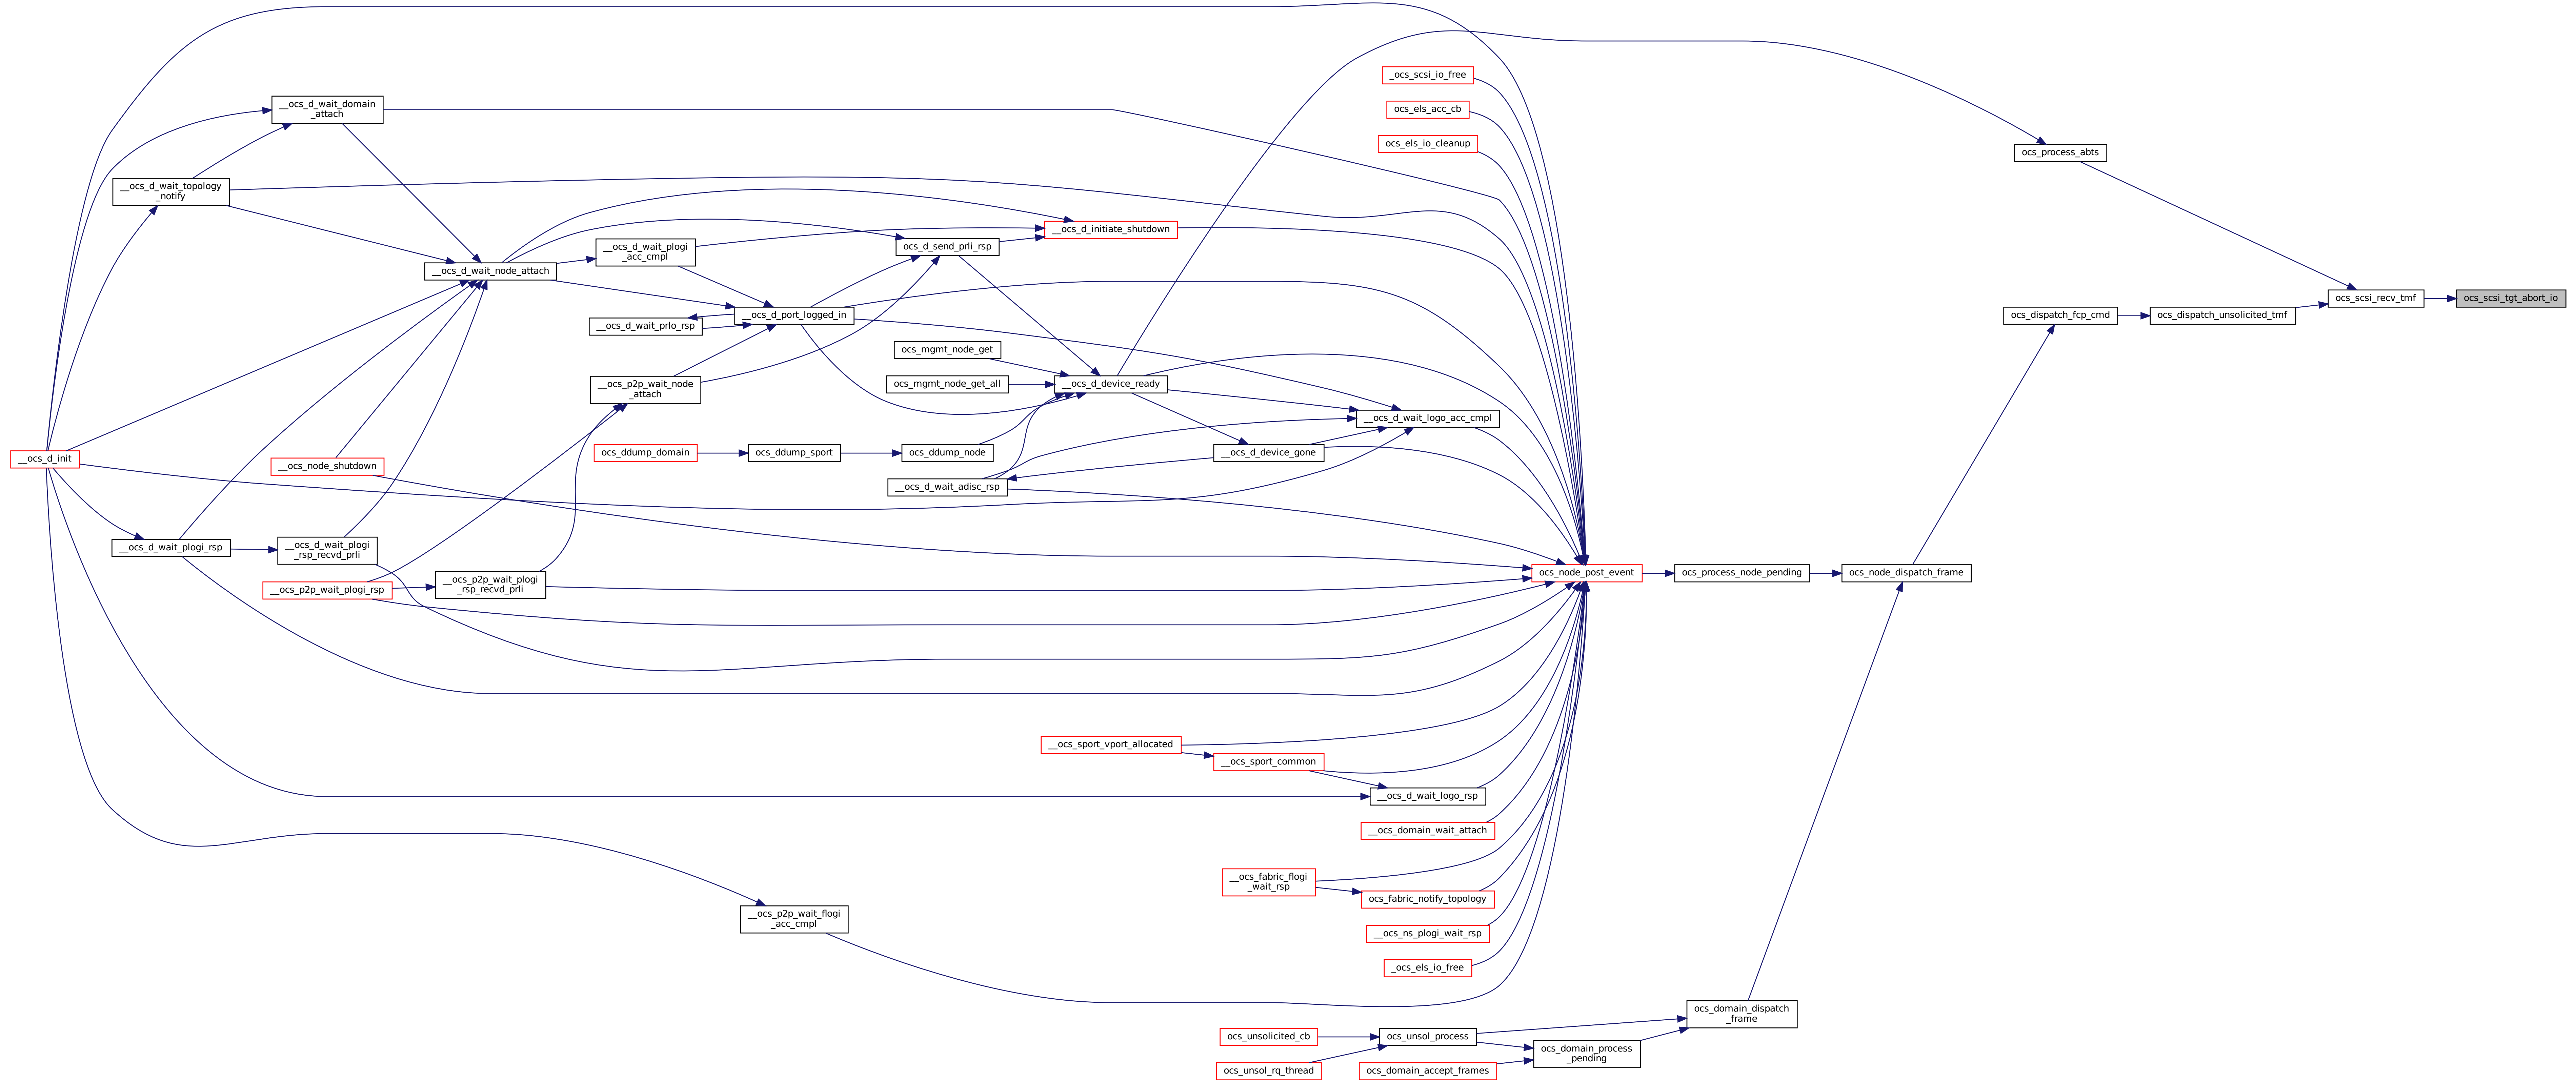 _ocs_scsi_io_free
__ocs_d_wait_domain
_attach
ocs_els_acc_cb
ocs_els_io_cleanup
ocs_process_abts
__ocs_d_wait_topology
_notify
__ocs_d_initiate_shutdown
__ocs_d_wait_plogi
_acc_cmpl
ocs_d_send_prli_rsp
__ocs_d_wait_node_attach
ocs_scsi_recv_tmf
ocs_scsi_tgt_abort_io
__ocs_d_port_logged_in
ocs_dispatch_fcp_cmd
ocs_dispatch_unsolicited_tmf
__ocs_d_wait_prlo_rsp
ocs_mgmt_node_get
__ocs_p2p_wait_node
_attach
ocs_mgmt_node_get_all
__ocs_d_device_ready
__ocs_d_wait_logo_acc_cmpl
__ocs_d_init
__ocs_node_shutdown
ocs_ddump_domain
ocs_ddump_sport
ocs_ddump_node
__ocs_d_device_gone
__ocs_d_wait_adisc_rsp
__ocs_d_wait_plogi_rsp
__ocs_d_wait_plogi
_rsp_recvd_prli
__ocs_p2p_wait_plogi_rsp
__ocs_p2p_wait_plogi
_rsp_recvd_prli
ocs_node_post_event
ocs_process_node_pending
ocs_node_dispatch_frame
__ocs_sport_vport_allocated
__ocs_sport_common
__ocs_d_wait_logo_rsp
__ocs_domain_wait_attach
__ocs_fabric_flogi
_wait_rsp
ocs_fabric_notify_topology
__ocs_p2p_wait_flogi
_acc_cmpl
__ocs_ns_plogi_wait_rsp
_ocs_els_io_free
ocs_domain_dispatch
_frame
ocs_unsolicited_cb
ocs_unsol_process
ocs_domain_process
_pending
ocs_unsol_rq_thread
ocs_domain_accept_frames